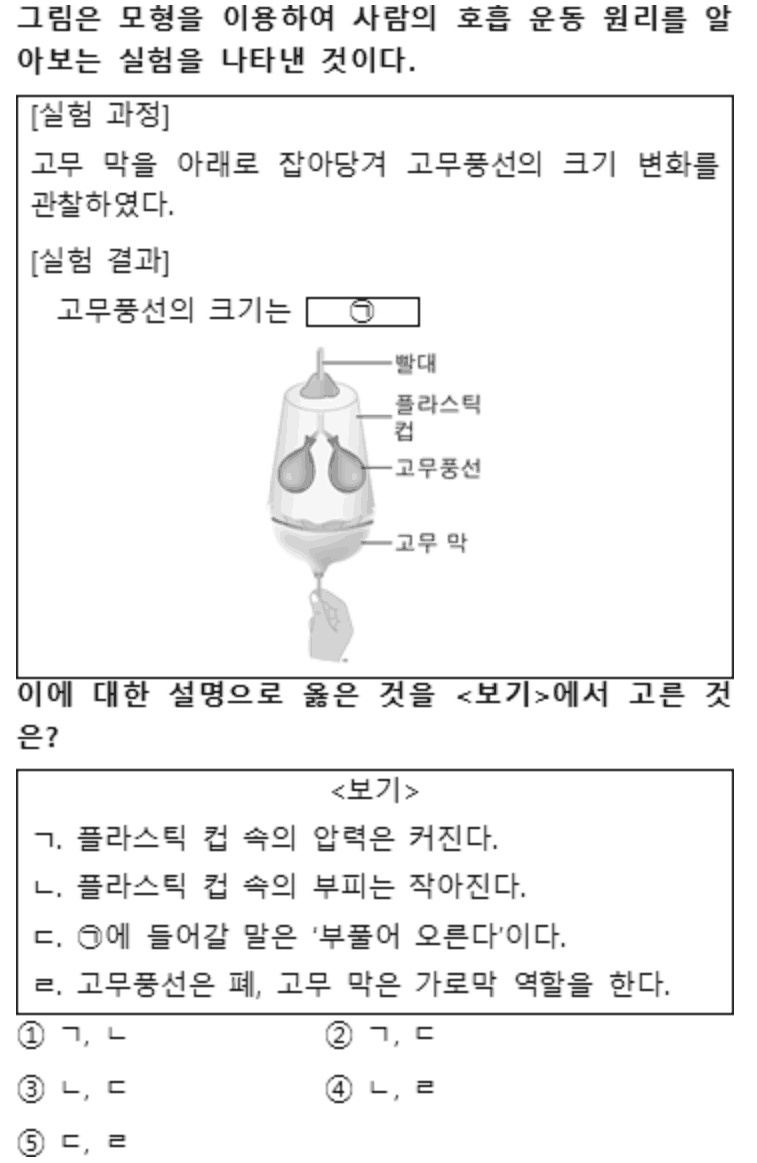 그림은 모형을 이용하여 사람의 호흡 운동 원리를 알
아보는 실험을 나타낸 것이다.
[실험 과정]
고무 막을 아래로 잡아당겨 고무풍선의 크기 변화를
관찰하였다.
[실험 결과]
고무풍선의 크기는 ㉠
빨대
플라스틱
컵
고무풍선
고무 막
이에 대한 설명으로 옳은 것을 <보기>에서 고른 것
은?
<보기>
ㄱ. 플라스틱 컵 속의 압력은 커진다.
ㄴ. 플라스틱 컵 속의 부피는 작아진다.
ㄷ. ㉠에 들어갈 말은 '부풀어 오른다'이다.
ㄹ. 고무풍선은 폐, 고무 막은 가로막 역할을 한다.
① ㄱ, ㄴ ② ㄱ, ㄷ
③ ㄴ, ㄷ ④ ㄴ, ㄹ
⑤ ㄷ, ㄹ